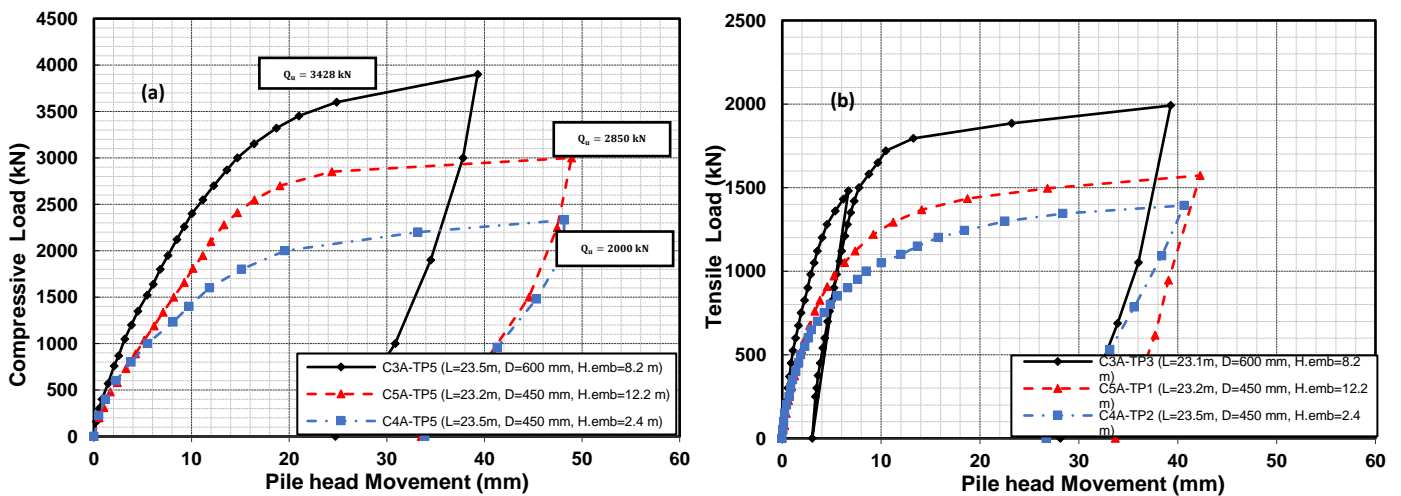 (a)
Compressive Load (kN)
4500
4000
3500
3000
2500
2000
1500
1000
500
0
Qu = 3428 kN
Qu = 2850 kN
Qu = 2000 kN
C3A-TP5 (L=23.5m, D=600 mm, H.emb=8.2 m)
C5A-TP5 (L=23.2m, D=450 mm, H.emb=12.2 m)
C4A-TP5 (L=23.5m, D=450 mm, H.emb=2.4 m)
0 10 20 30 40 50 60
Pile head Movement (mm)
(b)
Tensile Load (kN)
2500
2000
1500
1000
500
0
C3A-TP3 (L=23.1m, D=600 mm, H.emb=8.2
m)
C5A-TP1 (L=23.2m, D=450 mm, H.emb=12.2
m)
C4A-TP2 (L=23.5m, D=450 mm, H.emb=2.4
m)
0 10 20 30 40 50 60
Pile head Movement (mm)